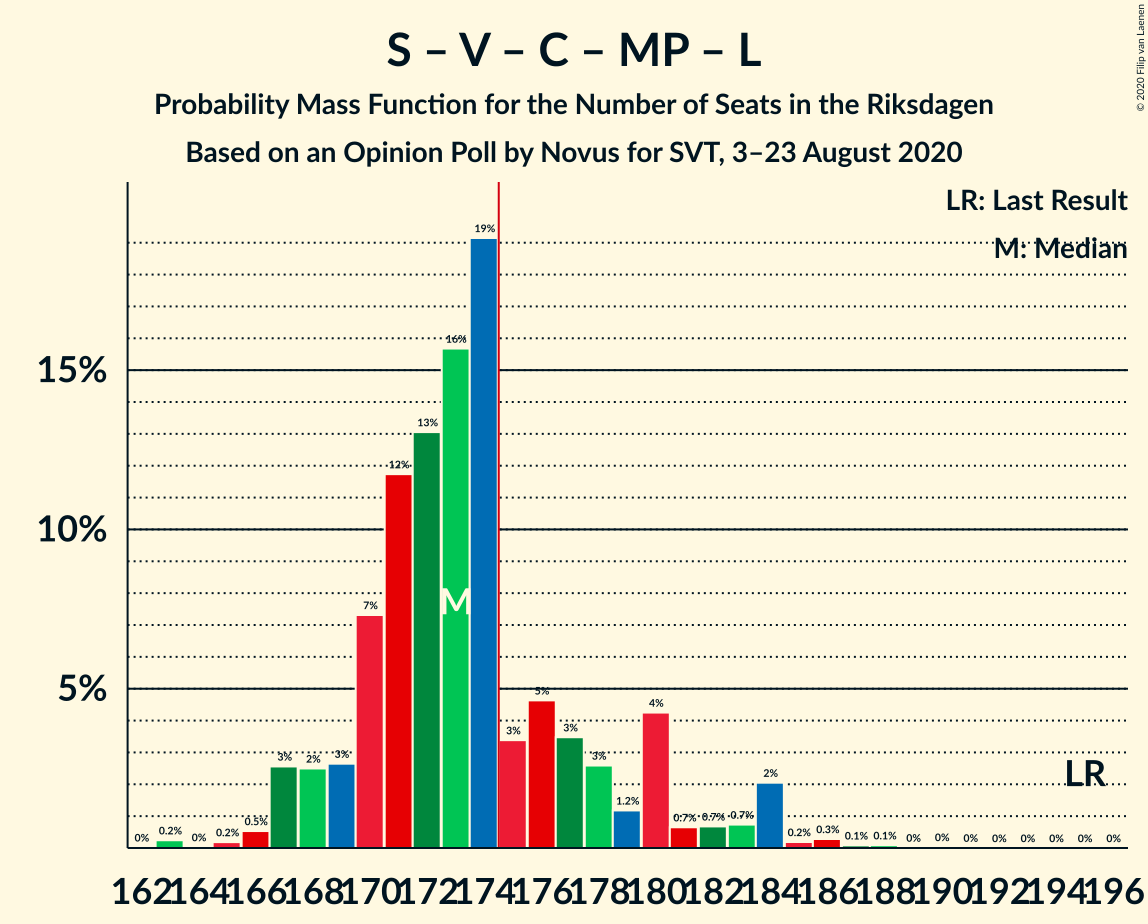 S – V – C – MP – L
Probability Mass Function for the Number of Seats in the Riksdagen
Based on an Opinion Poll by Novus for SVT, 3–23 August 2020
© 2020 Filip van Laenen
LR: Last Result
M: Median
19%
16%
15%
13%
12%
10%
M
7%
5%
5%
4%
3% 3%
3% 2% 3% 3% 2%
LR
1.2%
0% 0.2% 0% 0.2% 0.5% 0.7% 0.7% 0.7% 0.2% 0.3% 0.1% 0.1% 0% 0% 0% 0% 0% 0% 0% 0%
162 164 166 168 170 172 174 176 178 180 182 184 186 188 190 192 194 196